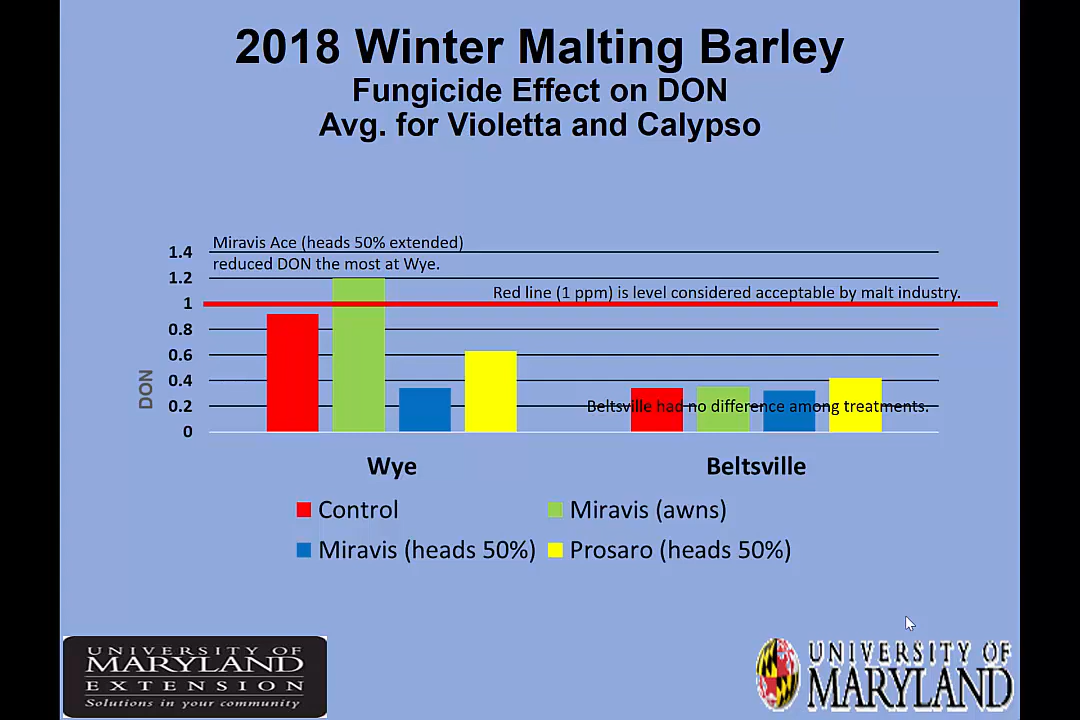 2018 Winter Malting Barley
Fungicide Effect on DON
Avg. for Violetta and Calypso
Miravis Ace (heads 50% extended)
reduced DON the most at Wye.
Red line (1 ppm) is level considered acceptable by malt industry.
1.4
1.2
1
0.8
0.6
0.4
0.2
0
DON
Beltsville had no difference among treatments.
Wye
Beltsville
Control
Miravis (awns)
Miravis (heads 50%)
Prosaro (heads 50%)
UNIVERSITY OF
MARYLAND
EXTENSION
Solutions in your community
UNIVERSITY OF
MARYLAND